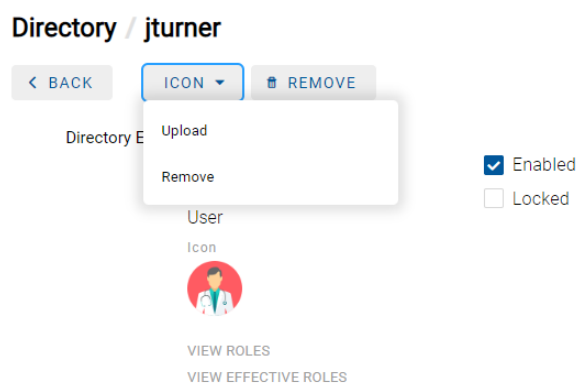 Directory / jturner
BACK ICON REMOVE
Directory E
Upload
Remove
Enabled
Locked
User
Icon
VIEW ROLES
VIEW EFFECTIVE ROLES